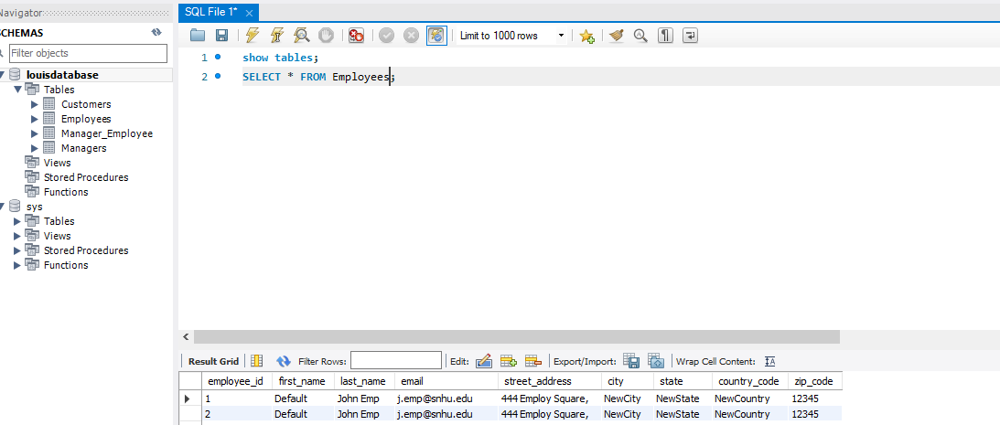 Navigator
SQL File 1*
SCHEMAS
Limit to 1000 rows
Filter objects
1 show tables;
2 SELECT * FROM Employees;
louisdatabase
Tables
Customers
Employees
Manager_Employee
Managers
Views
Stored Procedures
Functions
sys
Tables
Views
Stored Procedures
Functions
Result Grid Filter Rows: Edit: Export/Import: Wrap Cell Content:
employee_id first_name last_name email street_address city state country_code zip_code
1 Default John Emp j.emp@snhu.edu 444 Employ Square, NewCity NewState NewCountry 12345
2 Default John Emp j.emp@snhu.edu 444 Employ Square, NewCity NewState NewCountry 12345